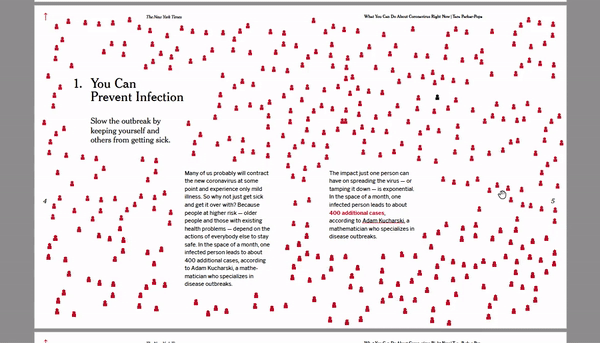 The New York Times
What You Can Do About Coronavirus Right Now | Tara Parker-Pope
1. You Can
Prevent Infection
Slow the outbreak by
keeping yourself and
others from getting sick.
4
Many of us probably will contract
the new coronavirus at some
point and experience only mild
illness. So why not just get sick
and get it over with? Because
people at higher risk — older
people and those with existing
health problems — depend on the
actions of everybody else to stay
safe. In the space of a month, one
infected person leads to about
400 additional cases, according
to Adam Kucharski, a mathe-
matician who specializes in
disease outbreaks.
The impact just one person can
have on spreading the virus — or
tamping it down — is exponential.
In the space of a month, one
infected person leads to about
400 additional cases,
according to Adam Kucharski, a
mathematician who specializes in
disease outbreaks.
5